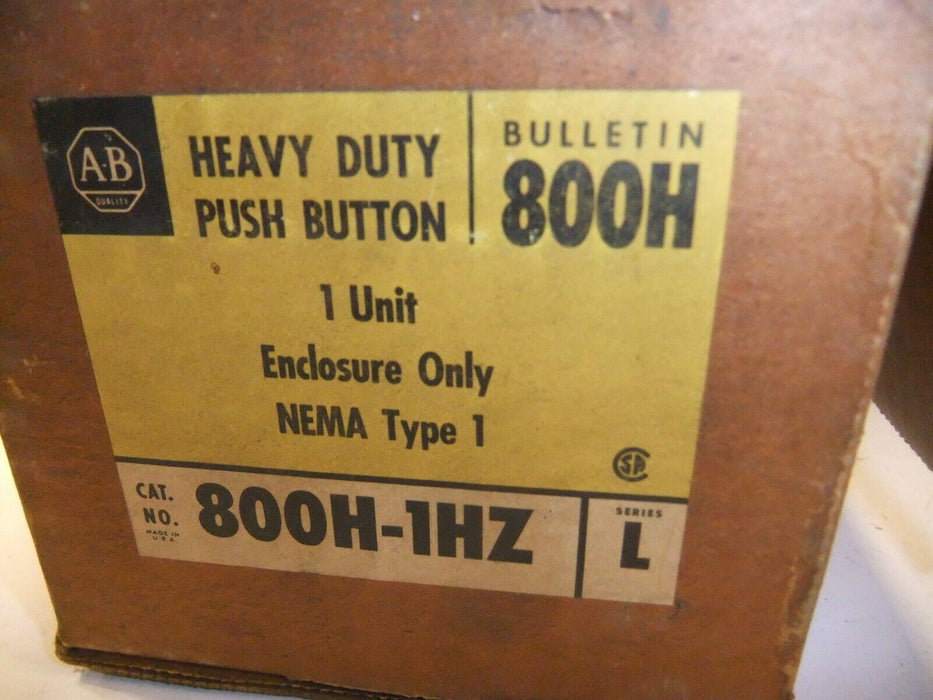 A-B
QUALITY
HEAVY DUTY
PUSH BUTTON
BULLETIN
800H
1 Unit
Enclosure Only
NEMA Type 1
CSA
CAT.
NO.
MADE IN
U.S.A.
800H-1HZ
SERIES
L